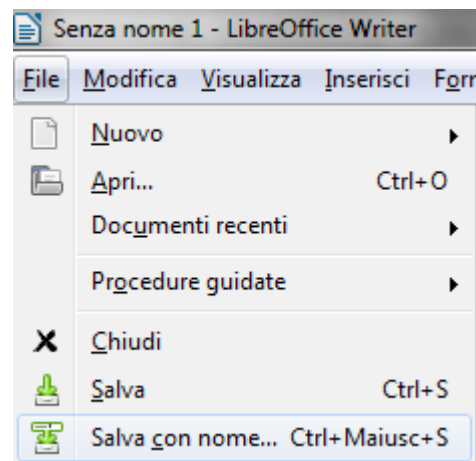 Senza nome 1 - LibreOffice Writer
File Modifica Visualizza Inserisci Forr
Nuovo
Apri... Ctrl+O
Documenti recenti
Procedure guidate
Chiudi
Salva Ctrl+S
Salva con nome... Ctrl+Maiusc+S